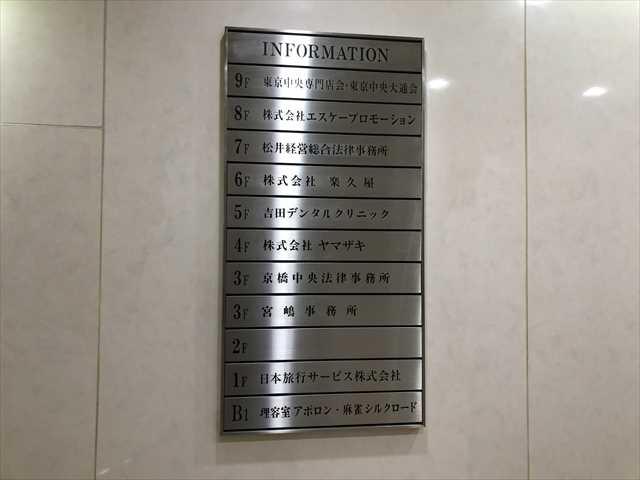 INFORMATION
9F 東京中央専門店会・東京中央大通会
8F 株式会社エスケープロモーション
7F 松井経営総合法律事務所
6F 株式会社 楽久屋
5F 吉田デンタルクリニック
4F 株式会社 ヤマザキ
3F 京橋中央法律事務所
3F 宮嶋事務所
2F
1F 日本旅行サービス株式会社
B1 理容室 アポロン・麻雀 シルクロード